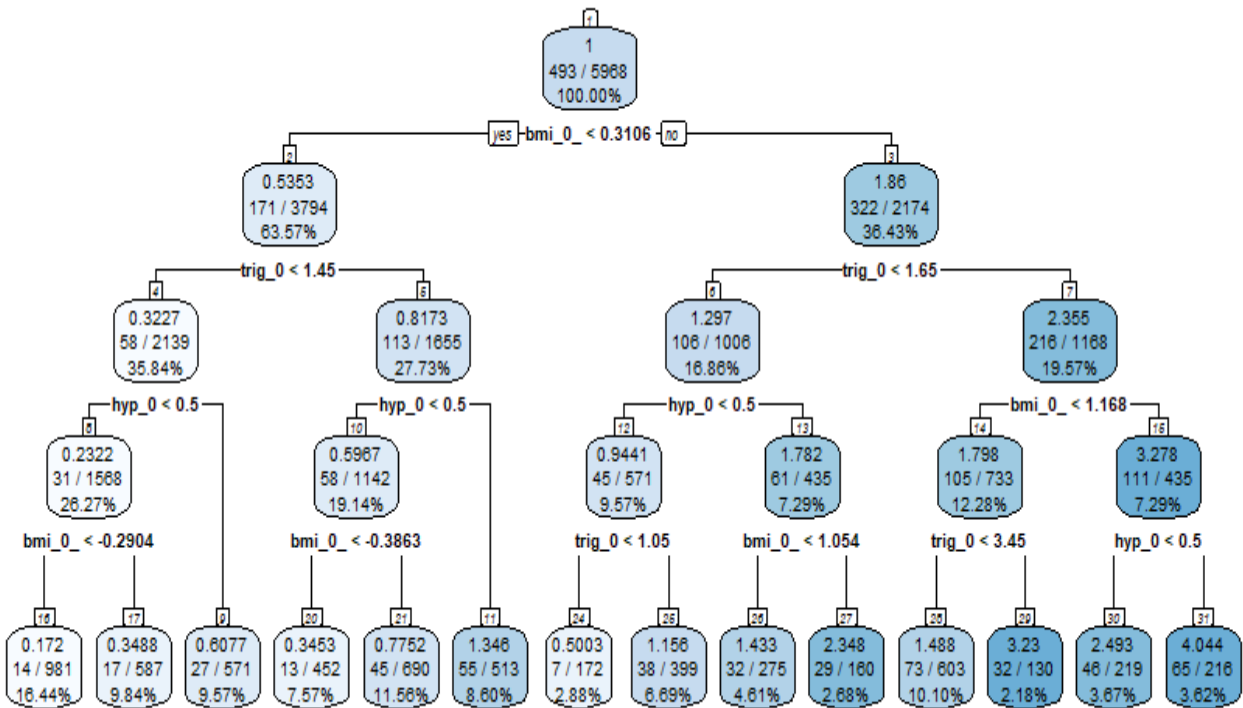 1
1
493 / 5968
100.00%
yes bmi_0_ < 0.3106 no
2
0.5353
171 / 3794
63.57%
3
1.86
322 / 2174
36.43%
trig_0 < 1.45
trig_0 < 1.65
4
0.3227
58 / 2139
35.84%
5
0.8173
113 / 1655
27.73%
6
1.297
106 / 1006
16.86%
7
2.355
216 / 1168
19.57%
hyp_0 < 0.5
hyp_0 < 0.5
hyp_0 < 0.5
bmi_0_ < 1.168
8
0.2322
31 / 1568
26.27%
10
0.5967
58 / 1142
19.14%
12
0.9441
45 / 571
9.57%
13
1.782
61 / 435
7.29%
14
1.798
105 / 733
12.28%
15
3.278
111 / 435
7.29%
bmi_0_ < -0.2904
bmi_0_ < -0.3863
trig_0 < 1.05
bmi_0_ < 1.054
trig_0 < 3.45
hyp_0 < 0.5
16
0.172
14 / 981
16.44%
17
0.3488
17 / 587
9.84%
9
0.6077
27 / 571
9.57%
20
0.3453
13 / 452
7.57%
21
0.7752
45 / 690
11.56%
11
1.346
55 / 513
8.60%
24
0.5003
7 / 172
2.88%
25
1.156
38 / 399
6.69%
26
1.433
32 / 275
4.61%
27
2.348
29 / 160
2.68%
28
1.488
73 / 603
10.10%
29
3.23
32 / 130
2.18%
30
2.493
46 / 219
3.67%
31
4.044
65 / 216
3.62%